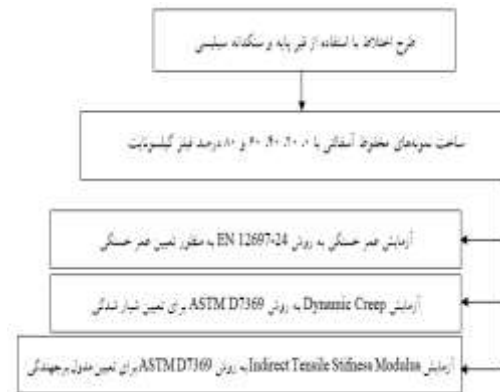 طرح اختلاط با استفاده از قیر پایه و سنگدانه سیلیسی
ساخت نمونه‌های مخلوط آسفالتی با ۰، ۲۰، ۴۰، ۶۰ و ۸۰ درصد فیلر گیلسونایت
آزمایش عمر خستگی به روش EN 12697-24 به منظور تعیین عمر خستگی
آزمایش Dynamic Creep به روش ASTM D7369 برای تعیین شیار شدگی
آزمایش Indirect Tensile Stiffness Modulus به روش ASTM D7369 برای تعیین مدول برجهندگی